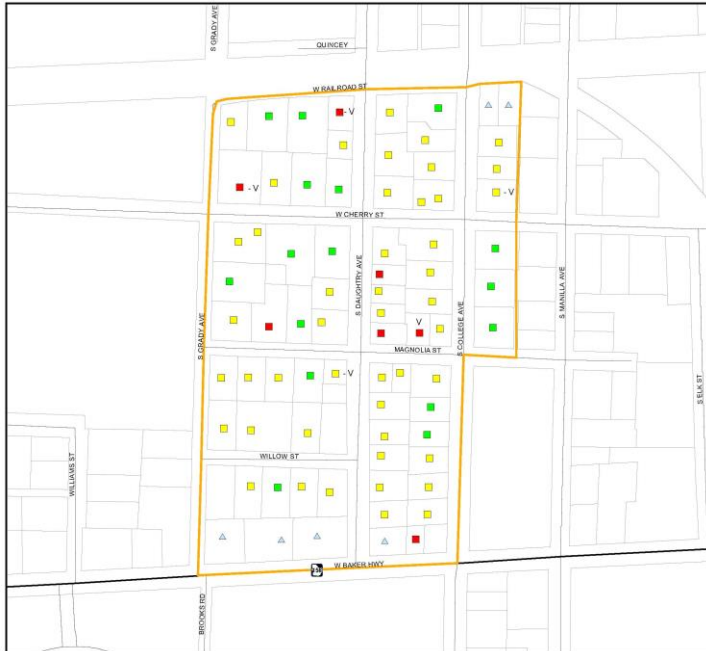 S GRADY AVE
QUINCEY
W RAILROAD ST
- V
- V
- V
W CHERRY ST
S DAUGHTRY AVE
S COLLEGE AVE
S MANILLA AVE
S GRADY AVE
V
MAGNOLIA ST
S ELK ST
- V
WILLIAMS ST
WILLOW ST
W BAKER HWY
BROOKS RD